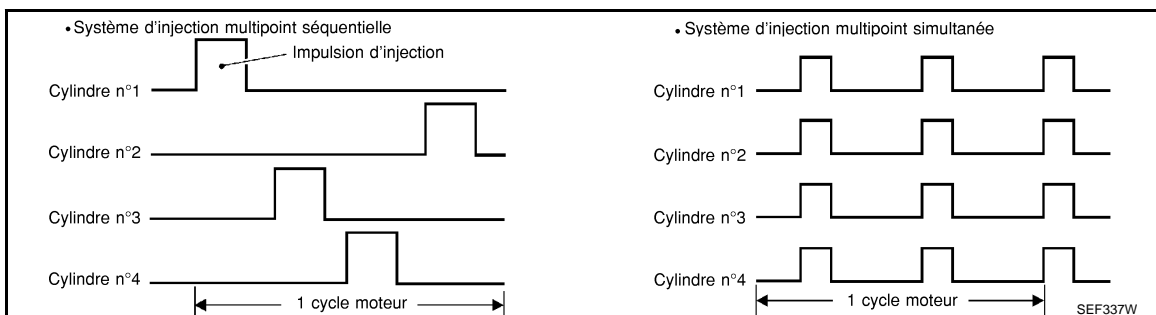 • Système d'injection multipoint séquentielle
Impulsion d'injection
Cylindre n°1
Cylindre n°2
Cylindre n°3
Cylindre n°4
1 cycle moteur
• Système d'injection multipoint simultanée
Cylindre n°1
Cylindre n°2
Cylindre n°3
Cylindre n°4
1 cycle moteur
SEF337W